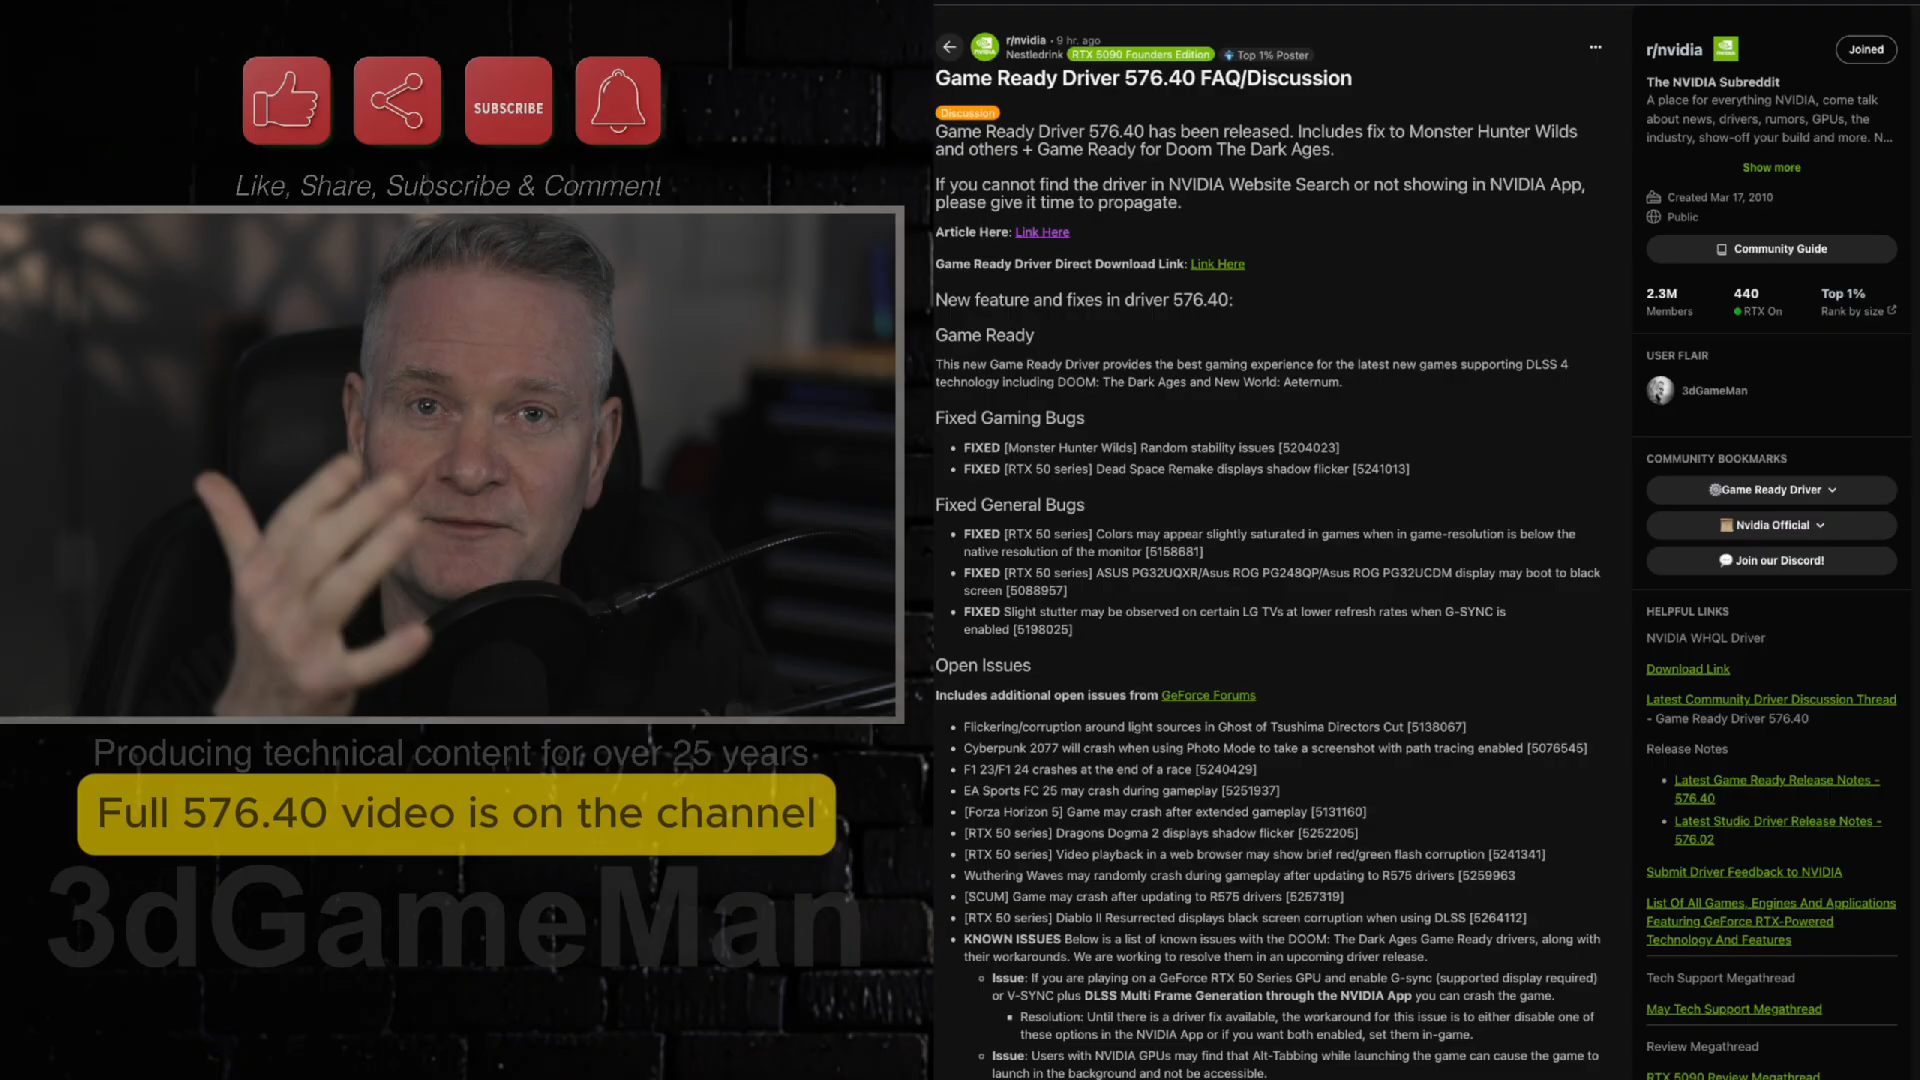 SUBSCRIBE
Like, Share, Subscribe & Comment
Producing technical content for over 25 years
Full 576.40 video is on the channel
3dGameMan
r/nvidia • 9 hr. ago
Nestledrink RTX 5090 Founders Edition Top 1% Poster
Game Ready Driver 576.40 FAQ/Discussion
Discussion
Game Ready Driver 576.40 has been released. Includes fix to Monster Hunter Wilds
and others + Game Ready for Doom The Dark Ages.
If you cannot find the driver in NVIDIA Website Search or not showing in NVIDIA App,
please give it time to propagate.
Article Here: Link Here
Game Ready Driver Direct Download Link: Link Here
New feature and fixes in driver 576.40:
Game Ready
This new Game Ready Driver provides the best gaming experience for the latest new games supporting DLSS 4
technology including DOOM: The Dark Ages and New World: Aeternum.
Fixed Gaming Bugs
• FIXED [Monster Hunter Wilds] Random stability issues [5204023]
• FIXED [RTX 50 series] Dead Space Remake displays shadow flicker [5241013]
Fixed General Bugs
• FIXED [RTX 50 series] Colors may appear slightly saturated in games when in game-resolution is below the
native resolution of the monitor [5158681]
• FIXED [RTX 50 series] ASUS PG32UQXR/Asus ROG PG248QP/Asus ROG PG32UCDM display may boot to black
screen [5088957]
• FIXED Slight stutter may be observed on certain LG TVs at lower refresh rates when G-SYNC is
enabled [5198025]
Open Issues
Includes additional open issues from GeForce Forums
• Flickering/corruption around light sources in Ghost of Tsushima Directors Cut [5138067]
• Cyberpunk 2077 will crash when using Photo Mode to take a screenshot with path tracing enabled [5076545]
• F1 23/F1 24 crashes at the end of a race [5240429]
• EA Sports FC 25 may crash during gameplay [5251937]
• [Forza Horizon 5] Game may crash after extended gameplay [5131160]
• [RTX 50 series] Dragons Dogma 2 displays shadow flicker [5252205]
• [RTX 50 series] Video playback in a web browser may show brief red/green flash corruption [5241341]
• Wuthering Waves may randomly crash during gameplay after updating to R575 drivers [5259963
• [SCUM] Game may crash after updating to R575 drivers [5257319]
• [RTX 50 series] Diablo II Resurrected displays black screen corruption when using DLSS [5264112]
• KNOWN ISSUES Below is a list of known issues with the DOOM: The Dark Ages Game Ready drivers, along with
their workarounds. We are working to resolve them in an upcoming driver release.
Issue: If you are playing on a GeForce RTX 50 Series GPU and enable G-sync (supported display required)
or V-SYNC plus DLSS Multi Frame Generation through the NVIDIA App you can crash the game.
Resolution: Until there is a driver fix available, the workaround for this issue is to either disable one of
these options in the NVIDIA App or if you want both enabled, set them in-game.
Issue: Users with NVIDIA GPUs may find that Alt-Tabbing while launching the game can cause the game to
launch in the background and not be accessible.
r/nvidia
Joined
The NVIDIA Subreddit
A place for everything NVIDIA, come talk
about news, drivers, rumors, GPUs, the
industry, show-off your build and more. N...
Show more
Created Mar 17, 2010
Public
Community Guide
2.3M 440 Top 1%
Members RTX On Rank by size
USER FLAIR
3dGameMan
COMMUNITY BOOKMARKS
Game Ready Driver
Nvidia Official
Join our Discord!
HELPFUL LINKS
NVIDIA WHQL Driver
Download Link
Latest Community Driver Discussion Thread
- Game Ready Driver 576.40
Release Notes
• Latest Game Ready Release Notes -
576.40
• Latest Studio Driver Release Notes -
576.02
Submit Driver Feedback to NVIDIA
List Of All Games, Engines And Applications
Featuring GeForce RTX-Powered
Technology And Features
Tech Support Megathread
May Tech Support Megathread
Review Megathread
RTX 5090 Review Megathread